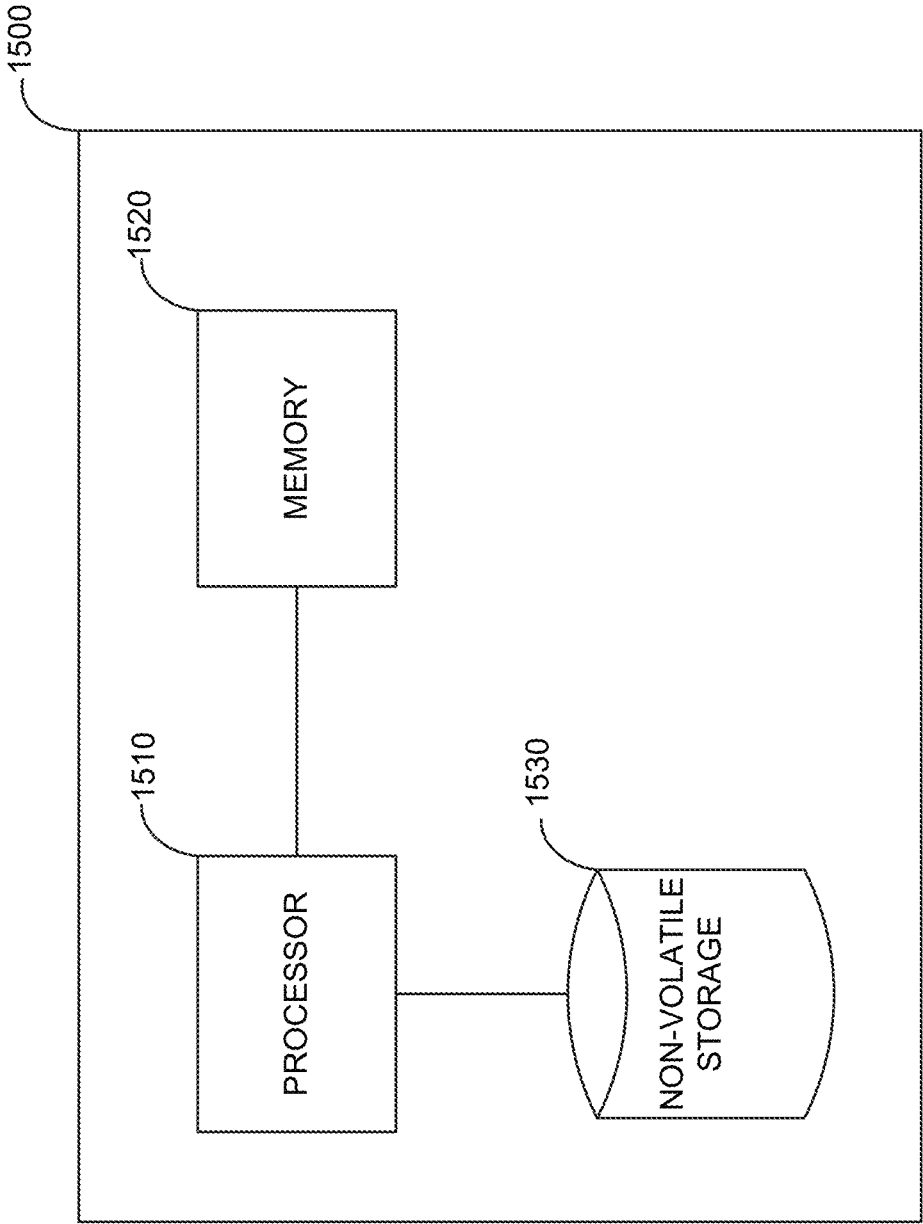 1500
1510
PROCESSOR
1520
MEMORY
1530
NON-VOLATILE
STORAGE